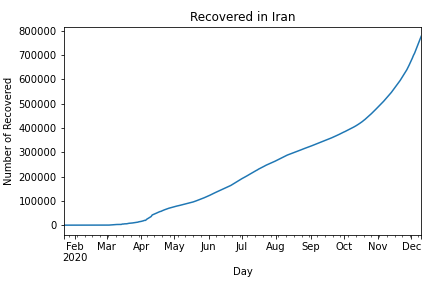 Recovered in Iran
800000
700000
600000
500000
400000
300000
200000
100000
0
Number of Recovered
Feb Mar Apr May Jun Jul Aug Sep Oct Nov Dec
2020
Day